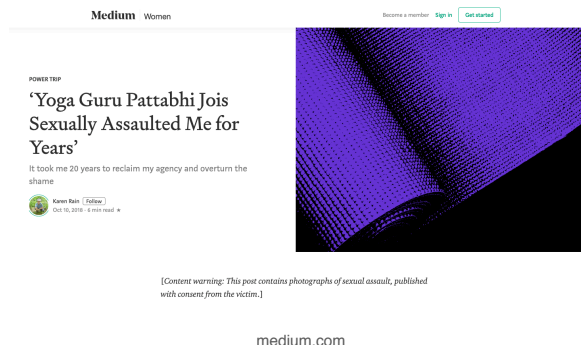 Medium Women
Become a member Sign in Get started
POWER TRIP
‘Yoga Guru Pattabhi Jois
Sexually Assaulted Me for
Years’
It took me 20 years to reclaim my agency and overturn the
shame
Karen Rain Follow
Oct 10, 2018 · 6 min read ★
[Content warning: This post contains photographs of sexual assault, published
with consent from the victim.]
medium.com